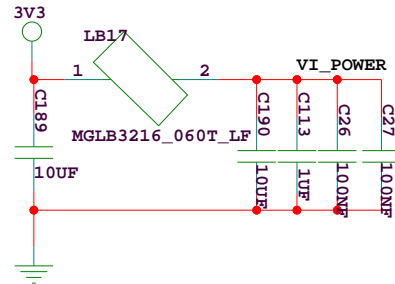 3V3
LB17
1
2
VI_POWER
MGLB3216_060T_LF
C189
10UF
C190
10UF
C113
1UF
C26
100NF
C27
100NF